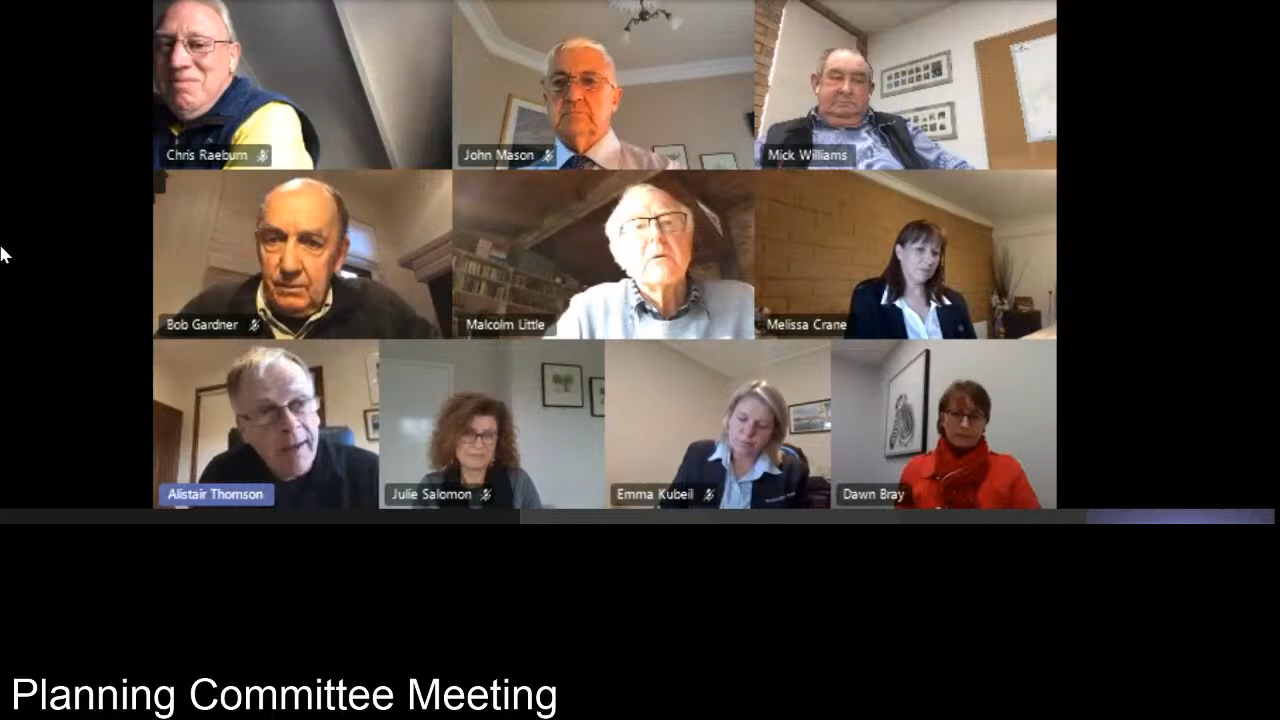 Chris Raeburn
John Mason
Mick Williams
Bob Gardner
Malcolm Little
Melissa Crane
Alistair Thomson
Julie Salomon
Emma Kubeil
Dawn Bray
Planning Committee Meeting